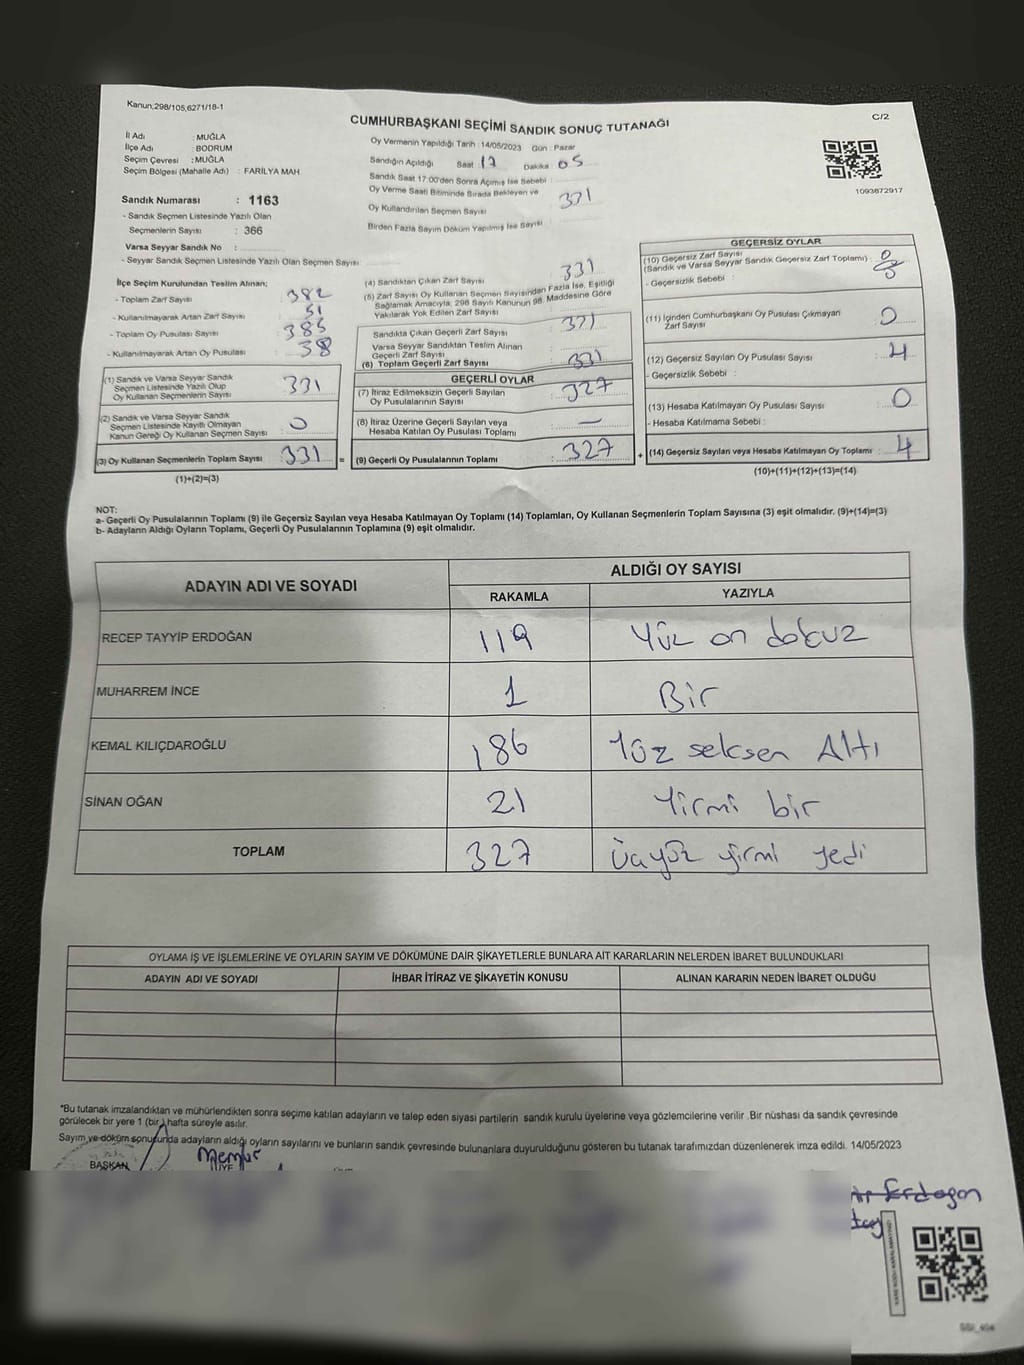 Kanun:298/105,6271/18-1
C/2
CUMHURBAŞKANI SEÇİMİ SANDIK SONUÇ TUTANAĞI
İl Adı : MUĞLA
İlçe Adı : BODRUM
Seçim Çevresi : MUĞLA
Seçim Bölgesi (Mahalle Adı) : FARİLYA MAH.
Oy Vermenin Yapıldığı Tarih : 14/05/2023 Gün : Pazar
Sandığın Açıldığı Saat 17 Dakika 05
Sandık Saat 17:00'den Sonra Açılmış İse Sebebi :
Oy Verme Saati Bitiminde Sırada Bekleyen ve
Oy Kullandırılan Seçmen Sayısı 331
Birden Fazla Sayım Döküm Yapılmış İse Sayısı
1093672917
Sandık Numarası : 1163
- Sandık Seçmen Listesinde Yazılı Olan
Seçmenlerin Sayısı : 366
Varsa Seyyar Sandık No :
- Seyyar Sandık Seçmen Listesinde Yazılı Olan Seçmen Sayısı:
İlçe Seçim Kurulundan Teslim Alınan;
- Toplam Zarf Sayısı : 382
- Kullanılmayarak Artan Zarf Sayısı : 51
- Toplam Oy Pusulası Sayısı : 385
- Kullanılmayarak Artan Oy Pusulası : 38
(1) Sandık ve Varsa Seyyar Sandık
Seçmen Listesinde Yazılı Olup
Oy Kullanan Seçmenlerin Sayısı : 331
(2) Sandık ve Varsa Seyyar Sandık
Seçmen Listesinde Kayıtlı Olmayan
Kanun Gereği Oy Kullanan Seçmen Sayısı : 0
(3) Oy Kullanan Seçmenlerin Toplam Sayısı : 331
(1)+(2)=(3)
(4) Sandıktan Çıkan Zarf Sayısı : 331
(5) Zarf Sayısı Oy Kullanan Seçmen Sayısından Fazla İse, Eşitliği
Sağlamak Amacıyla, 298 Sayılı Kanunun 98. Maddesine Göre
Yakılarak Yok Edilen Zarf Sayısı :
Sandıkta Çıkan Geçerli Zarf Sayısı : 331
Varsa Seyyar Sandıktan Teslim Alınan
Geçerli Zarf Sayısı :
(6) Toplam Geçerli Zarf Sayısı : 331
GEÇERLİ OYLAR
(7) İtiraz Edilmeksizin Geçerli Sayılan
Oy Pusulalarının Sayısı : 327
(8) İtiraz Üzerine Geçerli Sayılan veya
Hesaba Katılan Oy Pusulası Toplamı : —
= (9) Geçerli Oy Pusulalarının Toplamı : 327
GEÇERSİZ OYLAR
(10) Geçersiz Zarf Sayısı
(Sandık ve Varsa Seyyar Sandık Geçersiz Zarf Toplamı) :
- Geçersizlik Sebebi :
(11) İçinden Cumhurbaşkanı Oy Pusulası Çıkmayan
Zarf Sayısı : 0
(12) Geçersiz Sayılan Oy Pusulası Sayısı : 4
- Geçersizlik Sebebi :
(13) Hesaba Katılmayan Oy Pusulası Sayısı : 0
- Hesaba Katılmama Sebebi :
+ (14) Geçersiz Sayılan veya Hesaba Katılmayan Oy Toplamı : 4
(10)+(11)+(12)+(13)=(14)
NOT:
a- Geçerli Oy Pusulalarının Toplamı (9) ile Geçersiz Sayılan veya Hesaba Katılmayan Oy Toplamı (14) Toplamları, Oy Kullanan Seçmenlerin Toplam Sayısına (3) eşit olmalıdır. (9)+(14)=(3)
b- Adayların Aldığı Oyların Toplamı, Geçerli Oy Pusulalarının Toplamına (9) eşit olmalıdır.
ADAYIN ADI VE SOYADI ALDIĞI OY SAYISI
RAKAMLA YAZIYLA
RECEP TAYYİP ERDOĞAN 119 Yüz on dokuz
MUHARREM İNCE 1 Bir
KEMAL KILIÇDAROĞLU 186 Yüz seksen Altı
SİNAN OĞAN 21 Yirmi bir
TOPLAM 327 Üçyüz yirmi yedi
OYLAMA İŞ VE İŞLEMLERİNE VE OYLARIN SAYIM VE DÖKÜMÜNE DAİR ŞİKAYETLERLE BUNLARA AİT KARARLARIN NELERDEN İBARET BULUNDUKLARI
ADAYIN ADI VE SOYADI İHBAR İTİRAZ VE ŞİKAYETİN KONUSU ALINAN KARARIN NEDEN İBARET OLDUĞU
*Bu tutanak imzalandıktan ve mühürlendikten sonra seçime katılan adayların ve talep eden siyasi partilerin sandık kurulu üyelerine veya gözlemcilerine verilir .Bir nüshası da sandık çevresinde
görülecek bir yere 1 (bir) hafta süreyle asılır.
Sayım ve döküm sonucunda adayların aldığı oyların sayılarını ve bunların sandık çevresinde bulunanlara duyurulduğunu gösteren bu tutanak tarafımızdan düzenlenerek imza edildi. 14/05/2023
Memur
BAŞKAN ÜYE
Erdogan